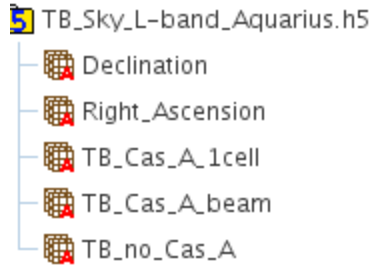 TB_Sky_L-band_Aquarius.h5
Declination
Right_Ascension
TB_Cas_A_1cell
TB_Cas_A_beam
TB_no_Cas_A